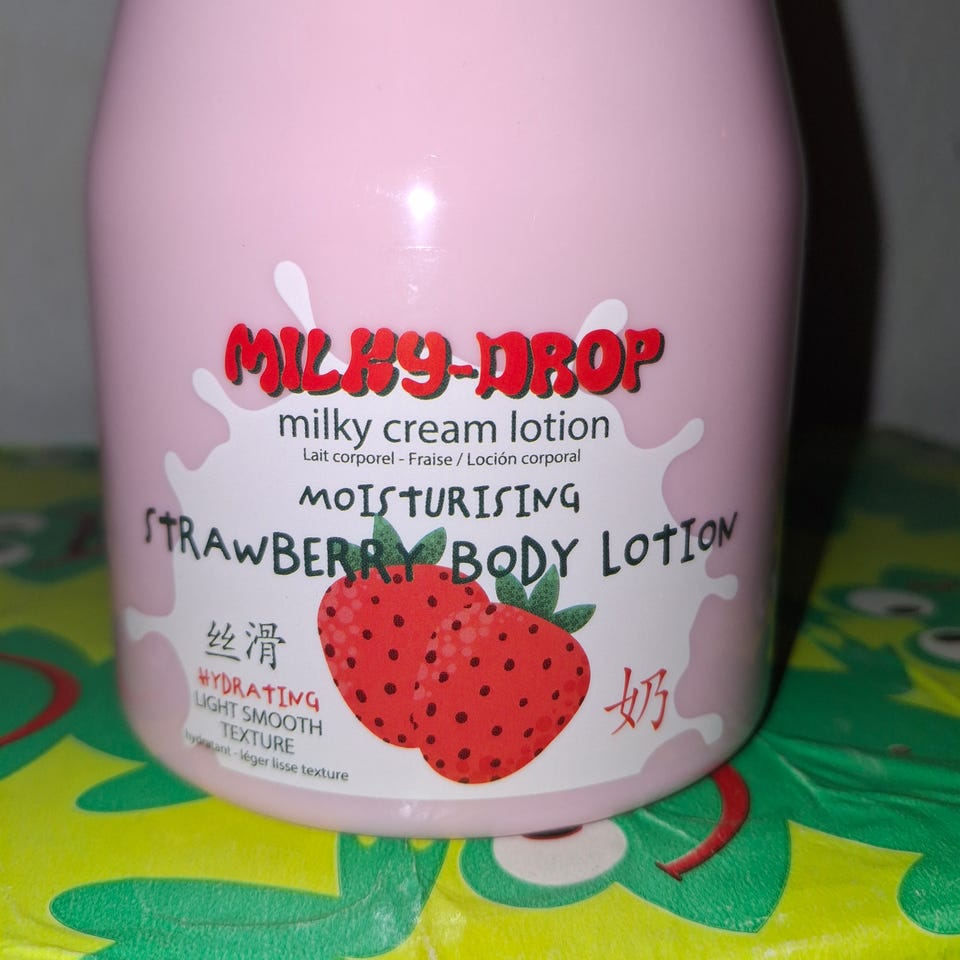 MILKY-DROP
milky cream lotion
Lait corporel - Fraise / Loción corporal
MOISTURISING
STRAWBERRY BODY LOTION
丝滑
HYDRATING
LIGHT SMOOTH
TEXTURE
hydratant - léger lisse texture
奶